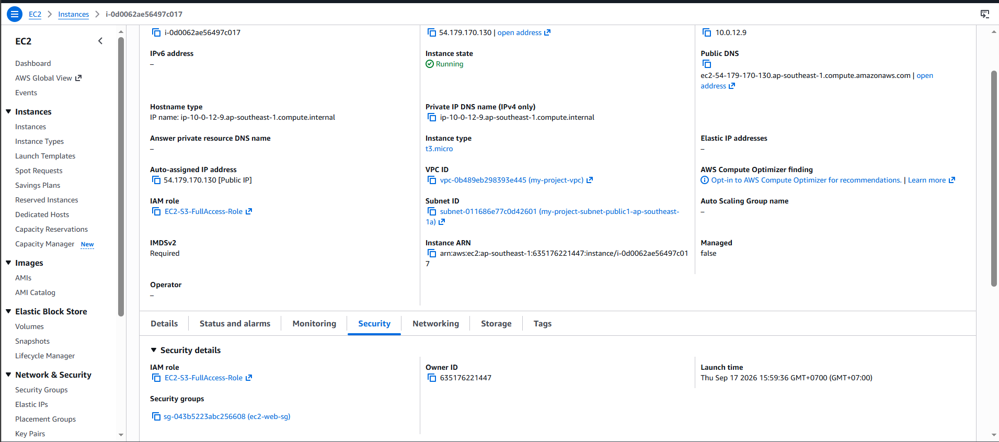 EC2 > Instances > i-0d0062ae56497c017
EC2
Dashboard
AWS Global View
Events
Instances
Instances
Instance Types
Launch Templates
Spot Requests
Savings Plans
Reserved Instances
Dedicated Hosts
Capacity Reservations
Capacity Manager New
Images
AMIs
AMI Catalog
Elastic Block Store
Volumes
Snapshots
Lifecycle Manager
Network & Security
Security Groups
Elastic IPs
Placement Groups
Key Pairs
i-0d0062ae56497c017
54.179.170.130 | open address
10.0.12.9
IPv6 address
–
Instance state
Running
Public DNS
ec2-54-179-170-130.ap-southeast-1.compute.amazonaws.com | open
address
Hostname type
IP name: ip-10-0-12-9.ap-southeast-1.compute.internal
Private IP DNS name (IPv4 only)
ip-10-0-12-9.ap-southeast-1.compute.internal
Answer private resource DNS name
–
Instance type
t3.micro
Elastic IP addresses
–
Auto-assigned IP address
54.179.170.130 [Public IP]
VPC ID
vpc-0b489eb298393e445 (my-project-vpc)
AWS Compute Optimizer finding
Opt-in to AWS Compute Optimizer for recommendations. | Learn more
IAM role
EC2-S3-FullAccess-Role
Subnet ID
subnet-011686e77c0d42601 (my-project-subnet-public1-ap-southeast-
1a)
Auto Scaling Group name
–
IMDSv2
Required
Instance ARN
arn:aws:ec2:ap-southeast-1:635176221447:instance/i-0d0062ae56497c01
7
Managed
false
Operator
–
Details
Status and alarms
Monitoring
Security
Networking
Storage
Tags
Security details
IAM role
EC2-S3-FullAccess-Role
Owner ID
635176221447
Launch time
Thu Sep 17 2026 15:59:36 GMT+0700 (GMT+07:00)
Security groups
sg-043b5223abc256608 (ec2-web-sg)